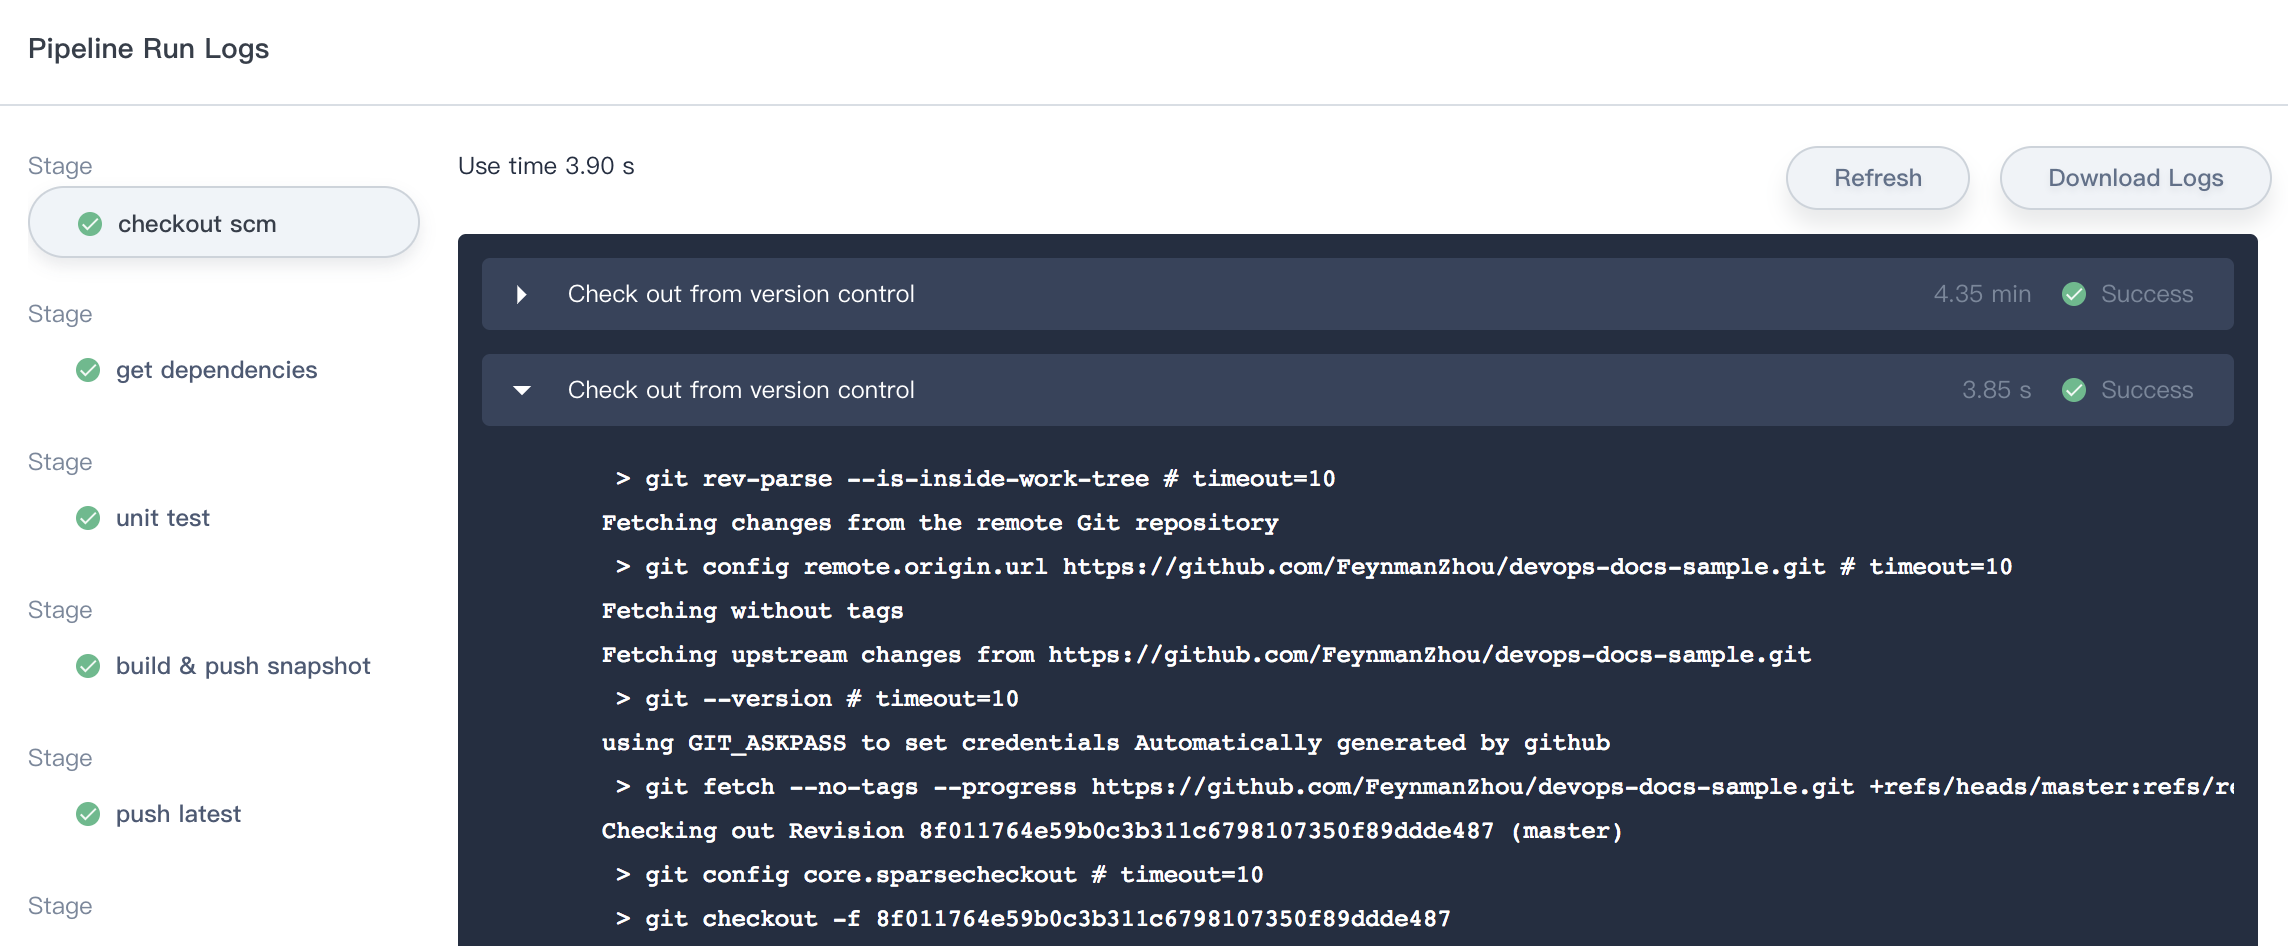 Pipeline Run Logs
Stage
checkout scm
Stage
get dependencies
Stage
unit test
Stage
build & push snapshot
Stage
push latest
Stage
Use time 3.90 s
Refresh
Download Logs
Check out from version control 4.35 min Success
Check out from version control 3.85 s Success
> git rev-parse --is-inside-work-tree # timeout=10
Fetching changes from the remote Git repository
> git config remote.origin.url https://github.com/FeynmanZhou/devops-docs-sample.git # timeout=10
Fetching without tags
Fetching upstream changes from https://github.com/FeynmanZhou/devops-docs-sample.git
> git --version # timeout=10
using GIT_ASKPASS to set credentials Automatically generated by github
> git fetch --no-tags --progress https://github.com/FeynmanZhou/devops-docs-sample.git +refs/heads/master:refs/re
Checking out Revision 8f011764e59b0c3b311c6798107350f89ddde487 (master)
> git config core.sparsecheckout # timeout=10
> git checkout -f 8f011764e59b0c3b311c6798107350f89ddde487